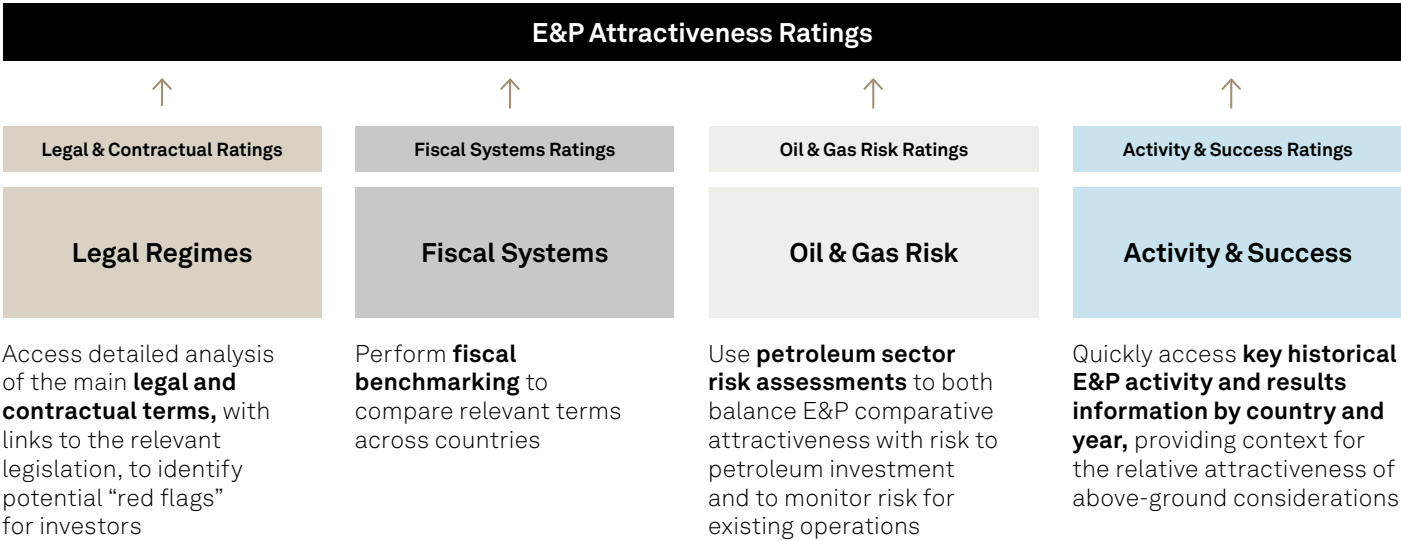 E&P Attractiveness Ratings
Legal & Contractual Ratings
Fiscal Systems Ratings
Oil & Gas Risk Ratings
Activity & Success Ratings
Legal Regimes
Fiscal Systems
Oil & Gas Risk
Activity & Success
Access detailed analysis
of the main legal and
contractual terms, with
links to the relevant
legislation, to identify
potential “red flags”
for investors
Perform fiscal
benchmarking to
compare relevant terms
across countries
Use petroleum sector
risk assessments to both
balance E&P comparative
attractiveness with risk to
petroleum investment
and to monitor risk for
existing operations
Quickly access key historical
E&P activity and results
information by country and
year, providing context for
the relative attractiveness of
above-ground considerations